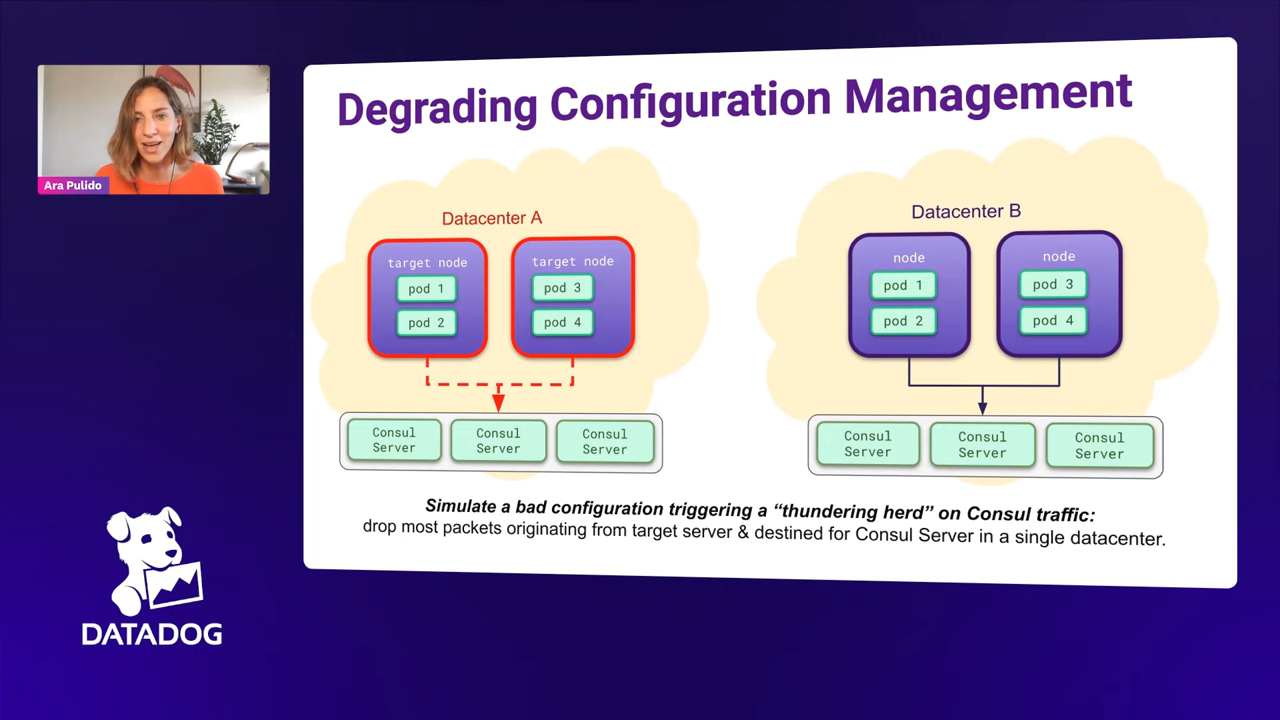 Degrading Configuration Management
Ara Pulido
Datacenter A
target node
pod 1
pod 2
target node
pod 3
pod 4
Consul
Server
Consul
Server
Consul
Server
Datacenter B
node
pod 1
pod 2
node
pod 3
pod 4
Consul
Server
Consul
Server
Consul
Server
Simulate a bad configuration triggering a “thundering herd” on Consul traffic:
drop most packets originating from target server & destined for Consul Server in a single datacenter.
DATADOG